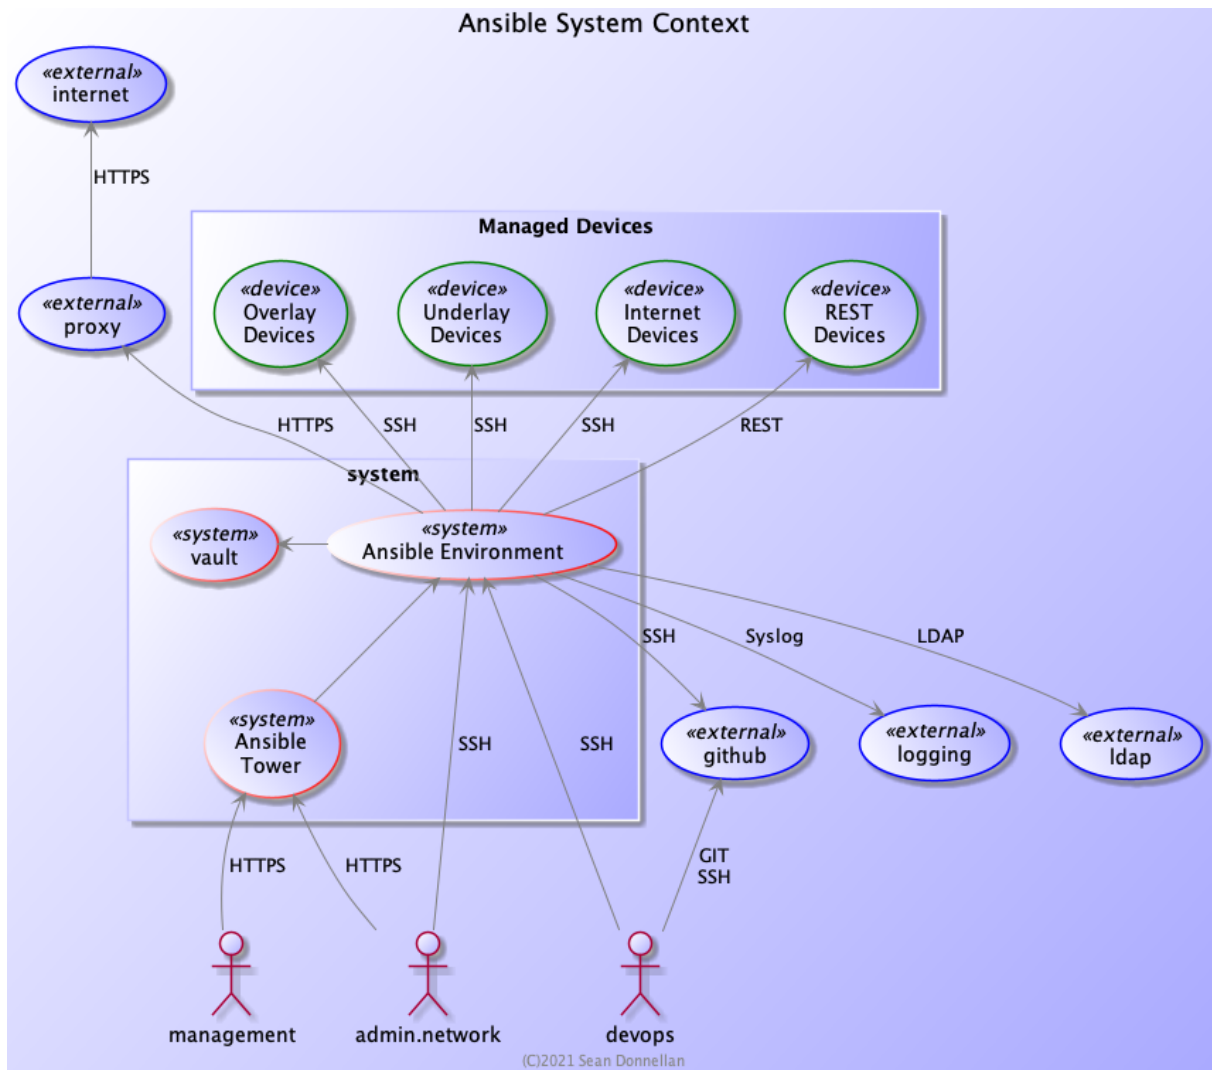 Ansible System Context
«external»
internet
HTTPS
Managed Devices
«external»
proxy
«device»
Overlay
Devices
«device»
Underlay
Devices
«device»
Internet
Devices
«device»
REST
Devices
HTTPS
SSH
SSH
SSH
REST
system
«system»
vault
«system»
Ansible Environment
SSH
Syslog
LDAP
«system»
Ansible
Tower
SSH
SSH
«external»
github
«external»
logging
«external»
ldap
HTTPS
HTTPS
GIT
SSH
management
admin.network
devops
(C)2021 Sean Donnellan